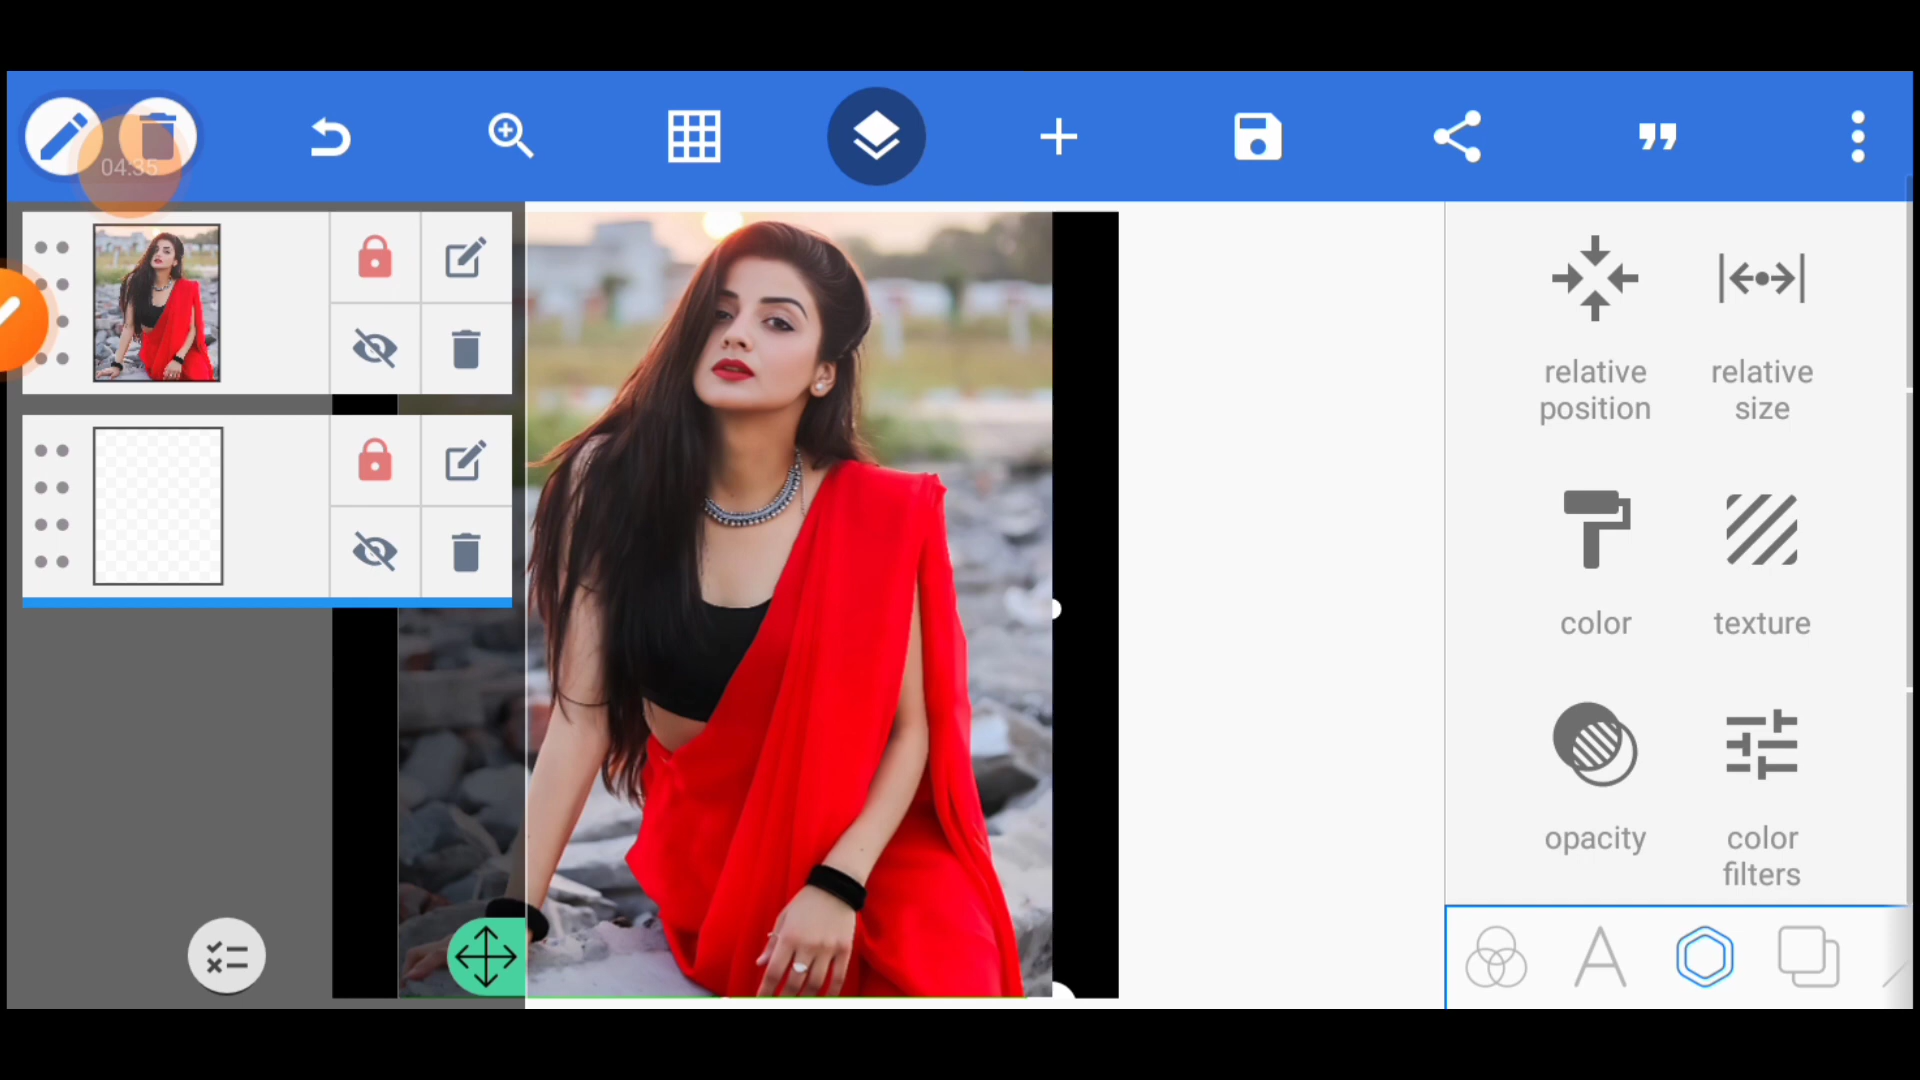 04:35
relative
position
relative
size
color
texture
opacity
color
filters